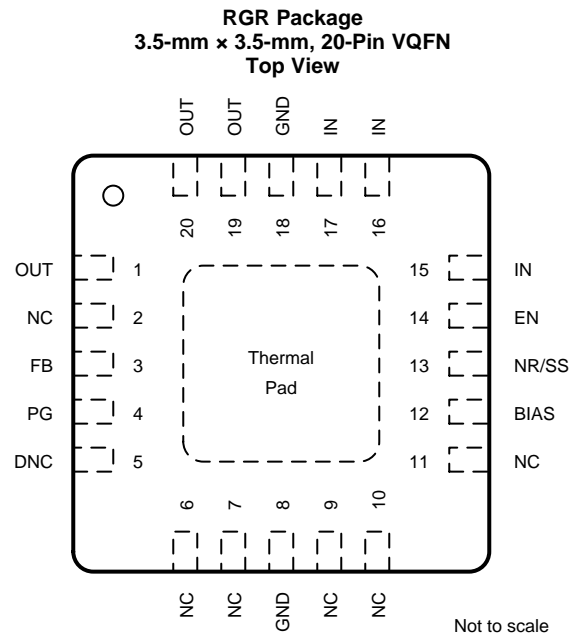 RGR Package
3.5-mm × 3.5-mm, 20-Pin VQFN
Top View
OUT OUT GND IN IN
20 19 18 17 16
OUT 1 15 IN
NC 2 14 EN
FB 3 Thermal 13 NR/SS
Pad
PG 4 12 BIAS
DNC 5 11 NC
6 7 8 9 10
NC NC GND NC NC
Not to scale